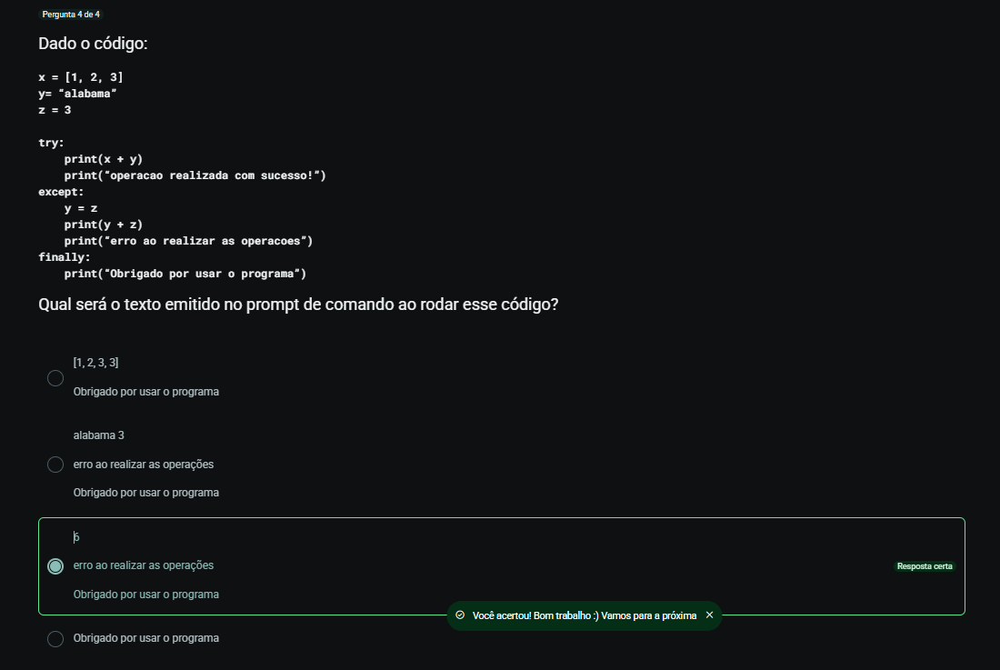 Pergunta 4 de 4
Dado o código:
x = [1, 2, 3]
y= “alabama”
z = 3
try:
    print(x + y)
    print(“operacao realizada com sucesso!”)
except:
    y = z
    print(y + z)
    print(“erro ao realizar as operacoes”)
finally:
    print(“Obrigado por usar o programa”)
Qual será o texto emitido no prompt de comando ao rodar esse código?
[1, 2, 3, 3]
Obrigado por usar o programa
alabama 3
erro ao realizar as operações
Obrigado por usar o programa
6
erro ao realizar as operações
Resposta certa
Obrigado por usar o programa
Você acertou! Bom trabalho :) Vamos para a próxima
Obrigado por usar o programa